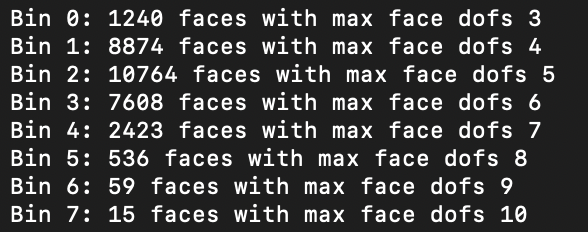 Bin 0: 1240 faces with max face dofs 3
Bin 1: 8874 faces with max face dofs 4
Bin 2: 10764 faces with max face dofs 5
Bin 3: 7608 faces with max face dofs 6
Bin 4: 2423 faces with max face dofs 7
Bin 5: 536 faces with max face dofs 8
Bin 6: 59 faces with max face dofs 9
Bin 7: 15 faces with max face dofs 10